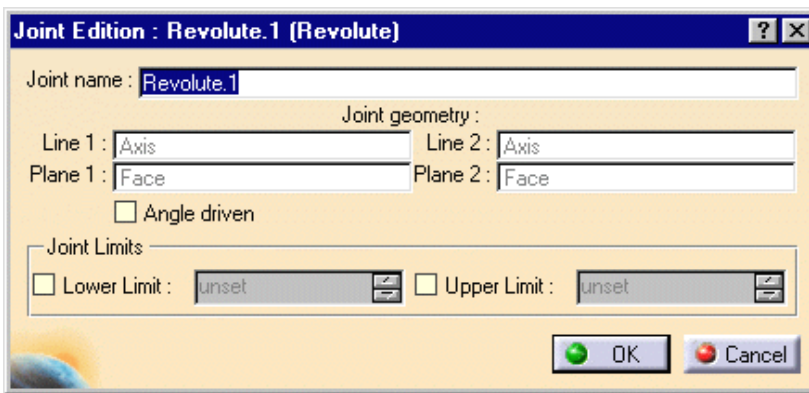 Joint Edition : Revolute.1 (Revolute)
? X
Joint name : Revolute.1
Joint geometry :
Line 1 : Axis Line 2 : Axis
Plane 1 : Face Plane 2 : Face
Angle driven
Joint Limits
Lower Limit : unset Upper Limit : unset
OK Cancel